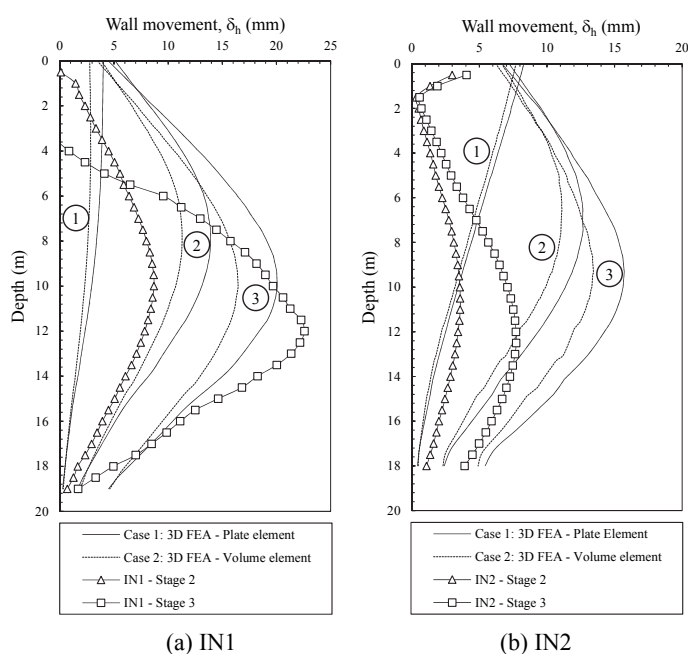 Wall movement, δh (mm)
0 5 10 15 20 25
0
2
4
6
8
10
12
14
16
18
20
Depth (m)
1
2
3
Case 1: 3D FEA - Plate element
Case 2: 3D FEA - Volume element
IN1 - Stage 2
IN1 - Stage 3
(a) IN1
Wall movement, δh (mm)
0 5 10 15 20
0
2
4
6
8
10
12
14
16
18
20
Depth (m)
1
2
3
Case 1: 3D FEA - Plate Element
Case 2: 3D FEA - Volume element
IN2 - Stage 2
IN2 - Stage 3
(b) IN2